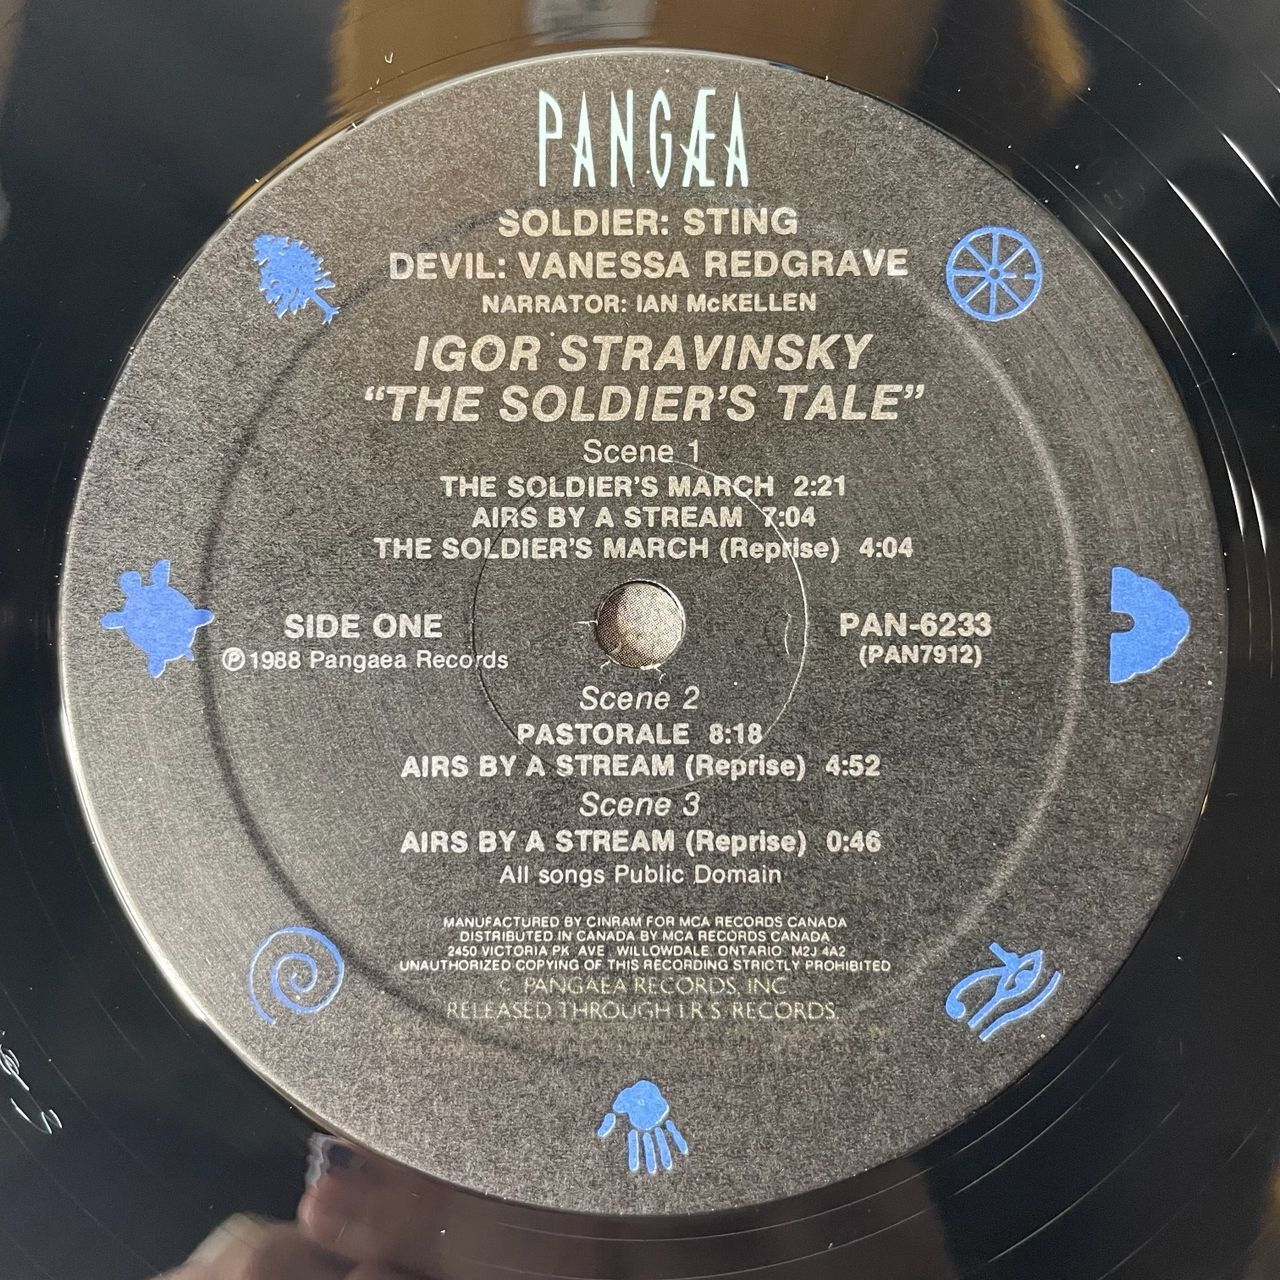 PANGÆA
SOLDIER: STING
DEVIL: VANESSA REDGRAVE
NARRATOR: IAN McKELLEN
IGOR STRAVINSKY
“THE SOLDIER’S TALE”
Scene 1
THE SOLDIER’S MARCH 2:21
AIRS BY A STREAM 7:04
THE SOLDIER’S MARCH (Reprise) 4:04
SIDE ONE
℗ 1988 Pangaea Records
PAN-6233
(PAN7912)
Scene 2
PASTORALE 8:18
AIRS BY A STREAM (Reprise) 4:52
Scene 3
AIRS BY A STREAM (Reprise) 0:46
All songs Public Domain
MANUFACTURED BY CINRAM FOR MCA RECORDS CANADA
DISTRIBUTED IN CANADA BY MCA RECORDS CANADA
2450 VICTORIA PK. AVE., WILLOWDALE, ONTARIO. M2J 4A2
UNAUTHORIZED COPYING OF THIS RECORDING STRICTLY PROHIBITED
© PANGAEA RECORDS, INC.
RELEASED THROUGH I.R.S. RECORDS